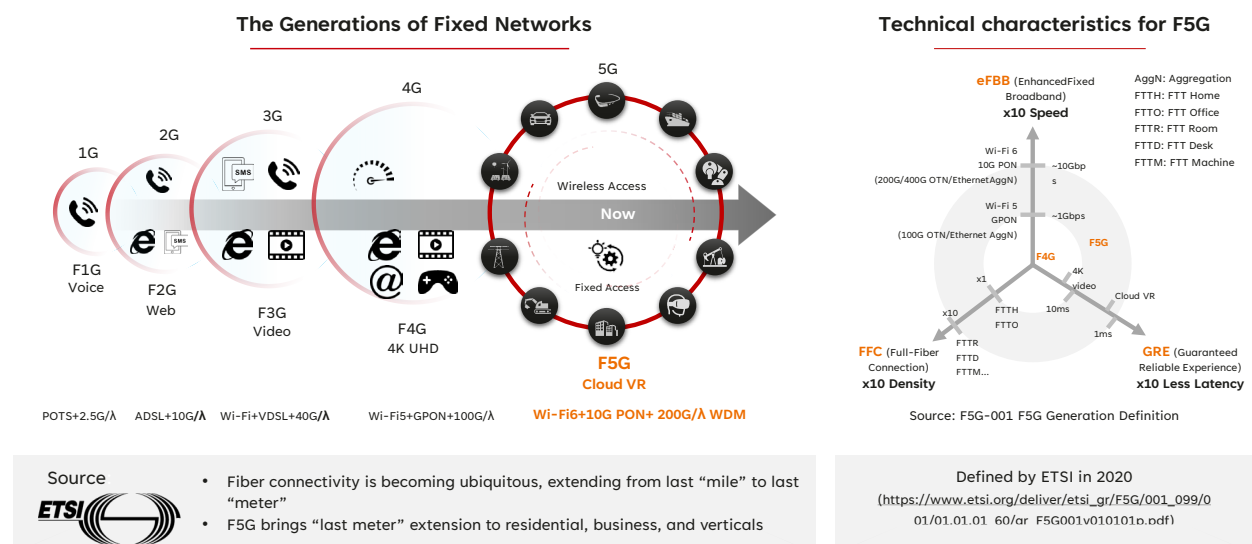 The Generations of Fixed Networks
1G
2G
3G
4G
5G
SMS
SMS
Wireless Access
Now
Fixed Access
F1G
Voice
F2G
Web
F3G
Video
F4G
4K UHD
F5G
Cloud VR
POTS+2.5G/λ
ADSL+10G/λ
Wi-Fi+VDSL+40G/λ
Wi-Fi5+GPON+100G/λ
Wi-Fi6+10G PON+ 200G/λ WDM
Source
ETSI
• Fiber connectivity is becoming ubiquitous, extending from last “mile” to last
“meter”
• F5G brings “last meter” extension to residential, business, and verticals
Technical characteristics for F5G
eFBB (EnhancedFixed
Broadband)
x10 Speed
AggN: Aggregation
FTTH: FTT Home
FTTO: FTT Office
FTTR: FTT Room
FTTD: FTT Desk
FTTM: FTT Machine
Wi-Fi 6
10G PON
(200G/400G OTN/EthernetAggN)
~10Gbp
s
Wi-Fi 5
GPON
(100G OTN/Ethernet AggN)
~1Gbps
F5G
F4G
x1
FTTH
FTTO
x10
FTTR
FTTD
FTTM...
4K
video
10ms
Cloud VR
1ms
FFC (Full-Fiber
Connection)
x10 Density
GRE (Guaranteed
Reliable Experience)
x10 Less Latency
Source: F5G-001 F5G Generation Definition
Defined by ETSI in 2020
(https://www.etsi.org/deliver/etsi_gr/F5G/001_099/0
01/01.01.01_60/gr_F5G001v010101p.pdf)